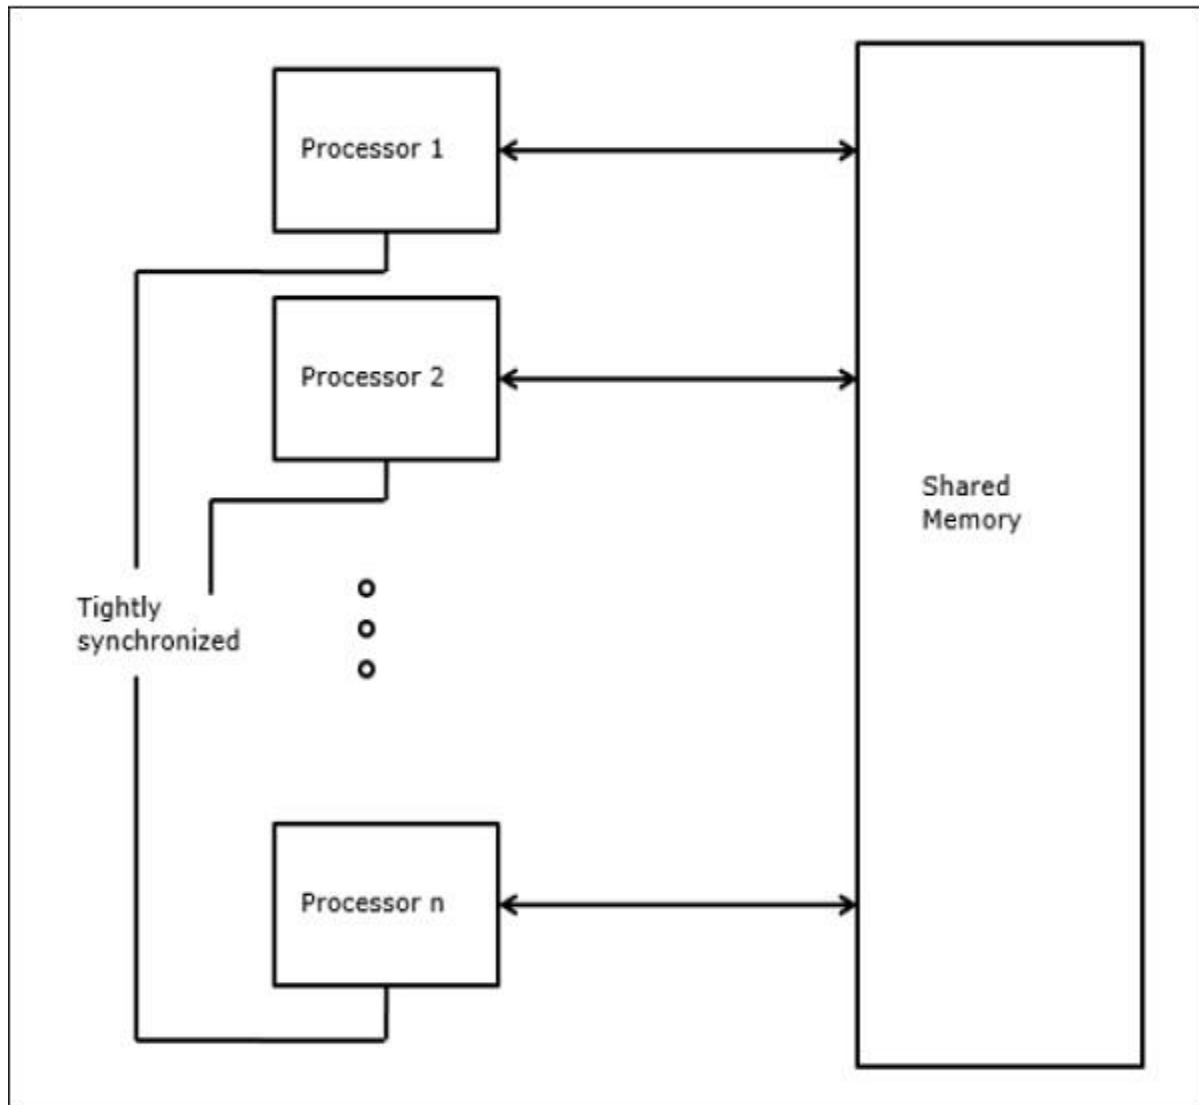 Processor 1
Processor 2
Shared
Memory
Tightly
synchronized
Processor n